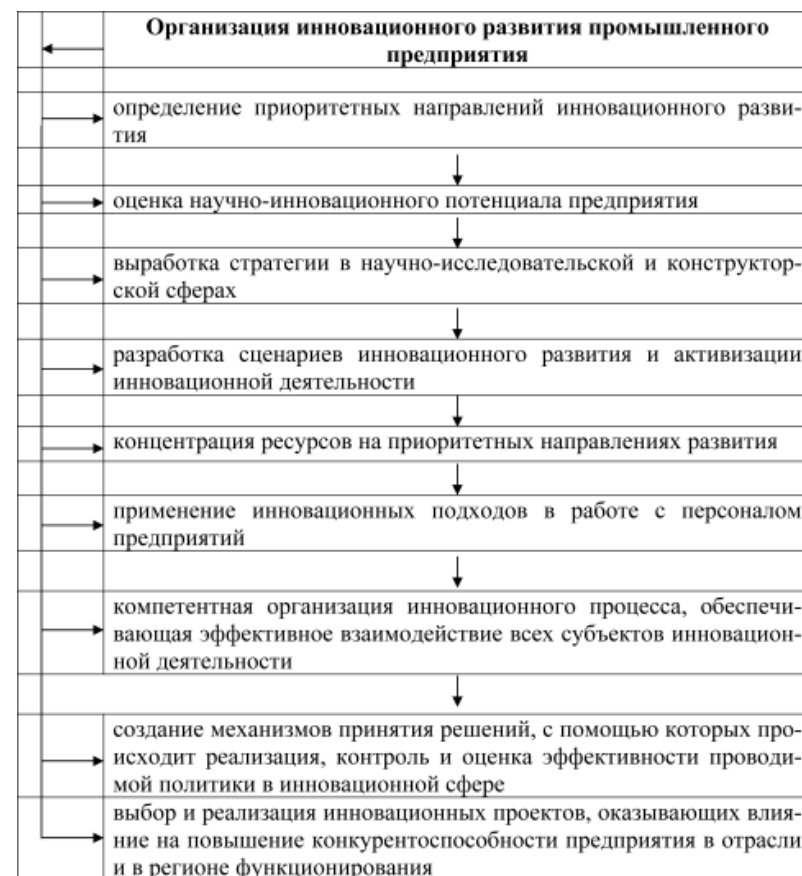 Организация инновационного развития промышленного
предприятия
определение приоритетных направлений инновационного разви-
тия
оценка научно-инновационного потенциала предприятия
выработка стратегии в научно-исследовательской и конструктор-
ской сферах
разработка сценариев инновационного развития и активизации
инновационной деятельности
концентрация ресурсов на приоритетных направлениях развития
применение инновационных подходов в работе с персоналом
предприятий
компетентная организация инновационного процесса, обеспечи-
вающая эффективное взаимодействие всех субъектов инновацион-
ной деятельности
создание механизмов принятия решений, с помощью которых про-
исходит реализация, контроль и оценка эффективности проводи-
мой политики в инновационной сфере
выбор и реализация инновационных проектов, оказывающих влия-
ние на повышение конкурентоспособности предприятия в отрасли
и в регионе функционирования